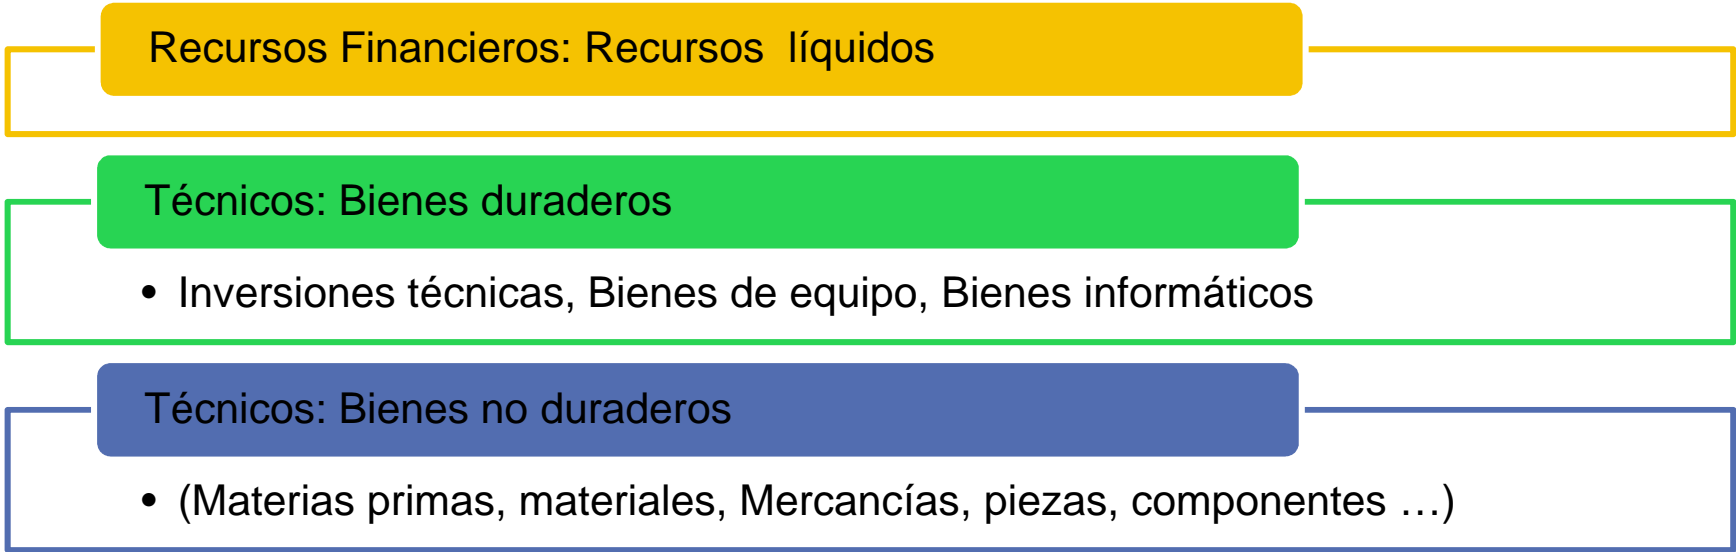 Recursos Financieros: Recursos líquidos
Técnicos: Bienes duraderos
• Inversiones técnicas, Bienes de equipo, Bienes informáticos
Técnicos: Bienes no duraderos
• (Materias primas, materiales, Mercancías, piezas, componentes …)